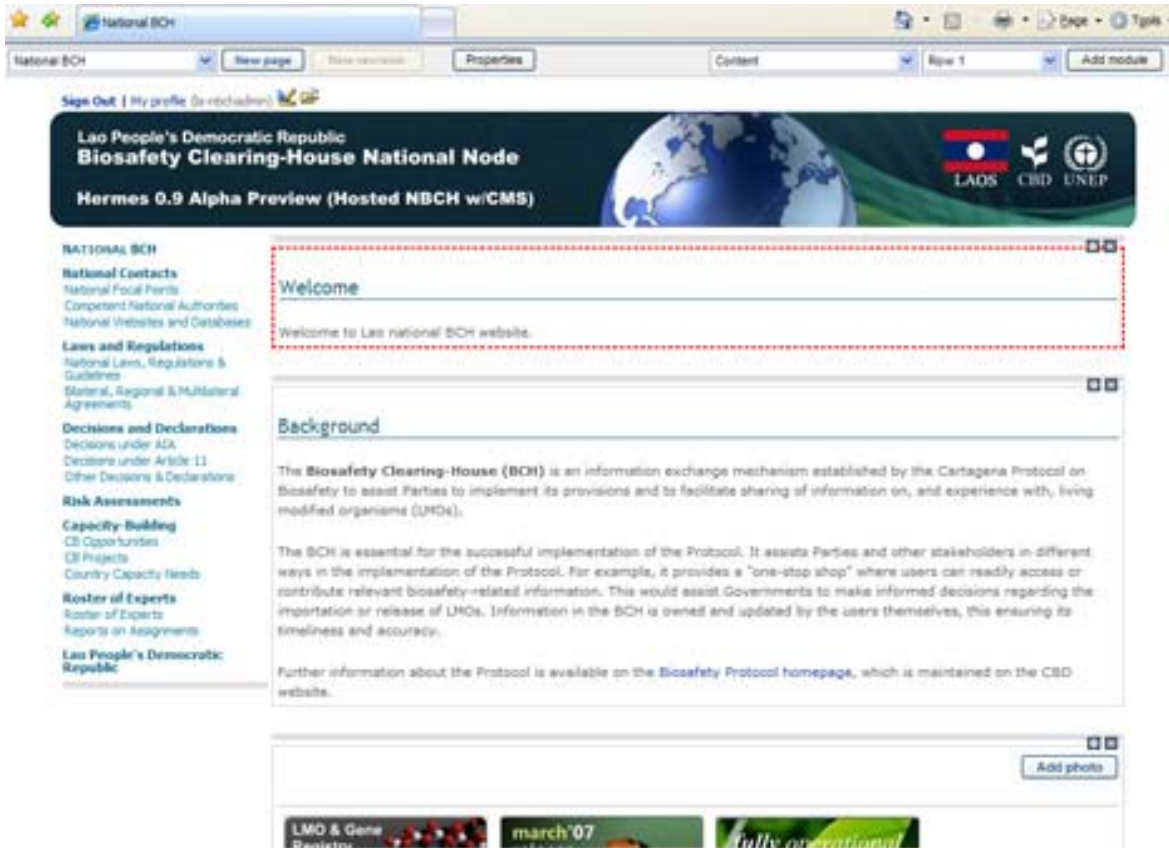 National BCH
Page
Tools
National BCH
New page
New revision
Properties
Content
Row 1
Add module
Sign Out | My profile (la-nbchadmin)
Lao People's Democratic Republic
Biosafety Clearing-House National Node
Hermes 0.9 Alpha Preview (Hosted NBCH w/CMS)
LAOS CBD UNEP
NATIONAL BCH
National Contacts
National Focal Points
Competent National Authorities
National Websites and Databases
Laws and Regulations
National Laws, Regulations &
Guidelines
Bilateral, Regional & Multilateral
Agreements
Decisions and Declarations
Decisions under AIA
Decisions under Article 11
Other Decisions & Declarations
Risk Assessments
Capacity-Building
CB Opportunities
CB Projects
Country Capacity Needs
Roster of Experts
Roster of Experts
Reports on Assignments
Lao People's Democratic
Republic
Welcome
Welcome to Lao national BCH website.
Background
The Biosafety Clearing-House (BCH) is an information exchange mechanism established by the Cartagena Protocol on
Biosafety to assist Parties to implement its provisions and to facilitate sharing of information on, and experience with, living
modified organisms (LMOs).
The BCH is essential for the successful implementation of the Protocol. It assists Parties and other stakeholders in different
ways in the implementation of the Protocol. For example, it provides a "one-stop shop" where users can readily access or
contribute relevant biosafety-related information. This would assist Governments to make informed decisions regarding the
importation or release of LMOs. Information in the BCH is owned and updated by the users themselves, this ensuring its
timeliness and accuracy.
Further information about the Protocol is available on the Biosafety Protocol homepage, which is maintained on the CBD
website.
Add photo
LMO & Gene
Registry
march'07
release
fully operational